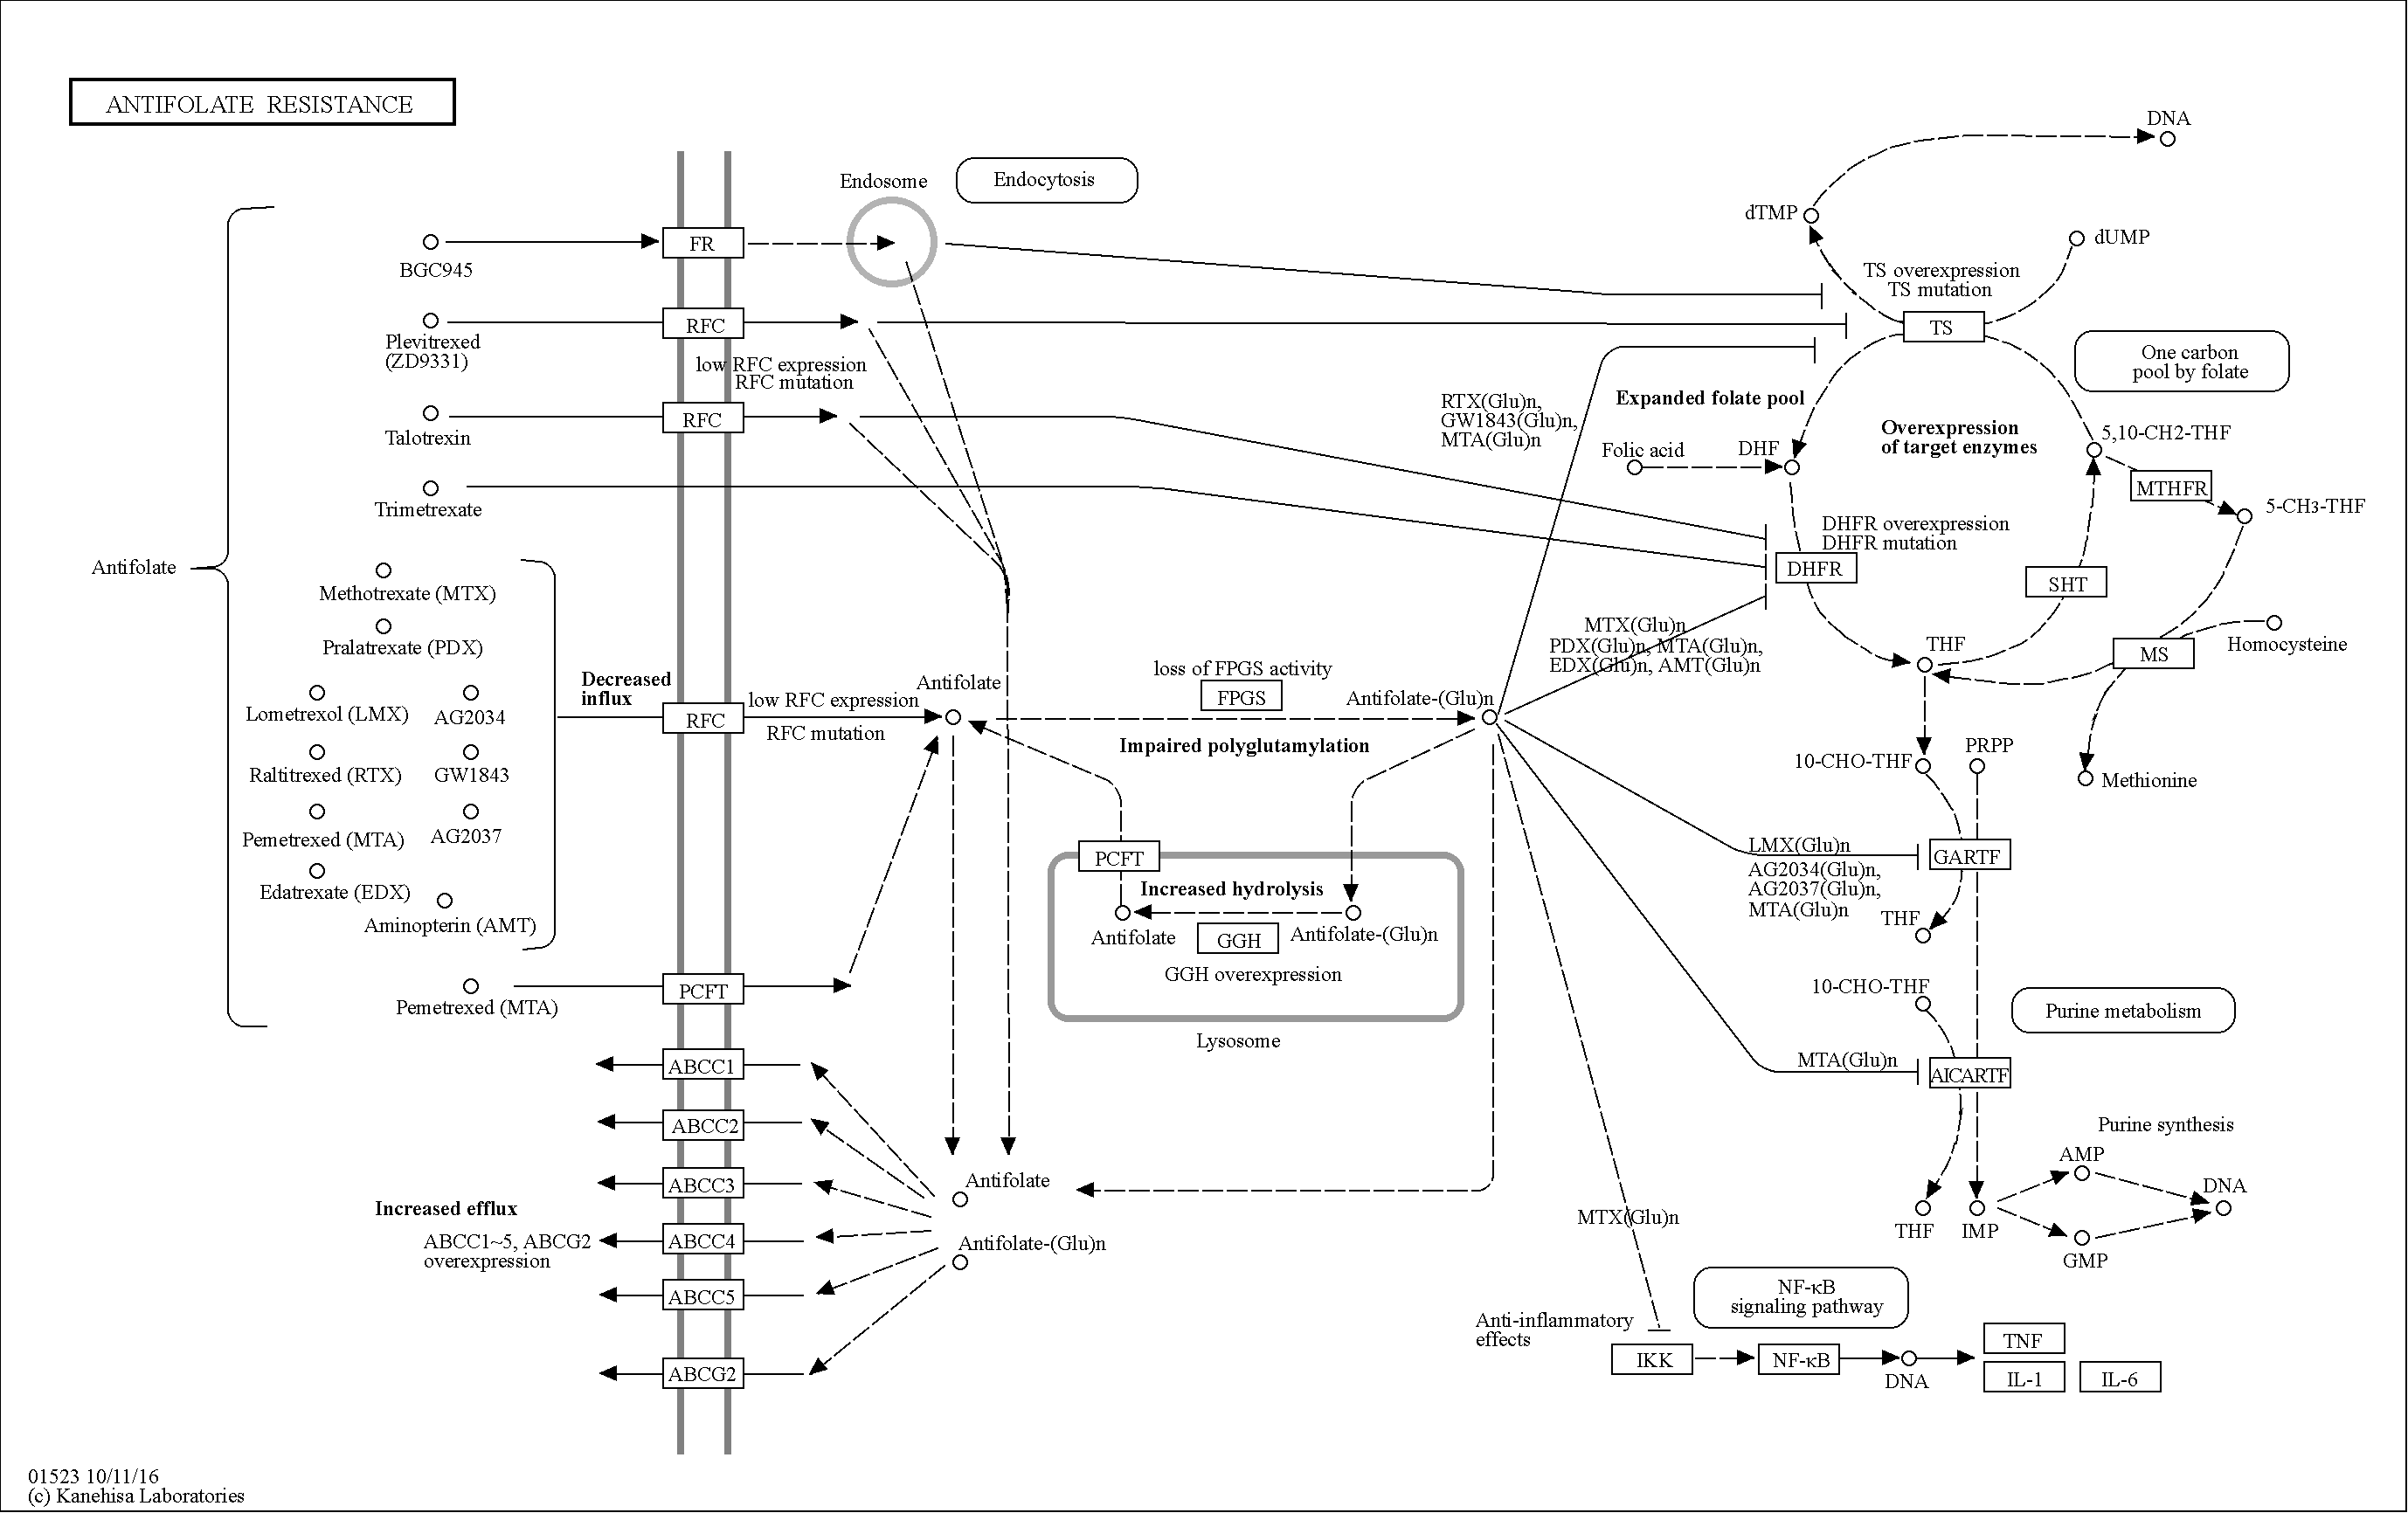 ANTIFOLATE RESISTANCE
Antifolate
BGC945
Plevitrexed
(ZD9331)
Talotrexin
Trimetrexate
Methotrexate (MTX)
Pralatrexate (PDX)
Lometrexol (LMX)
AG2034
Raltitrexed (RTX)
GW1843
Pemetrexed (MTA)
AG2037
Edatrexate (EDX)
Aminopterin (AMT)
Pemetrexed (MTA)
Decreased
influx
FR
RFC
low RFC expression
RFC mutation
RFC
RFC
low RFC expression
RFC mutation
PCFT
ABCC1
ABCC2
ABCC3
ABCC4
ABCC5
ABCG2
Increased efflux
ABCC1~5, ABCG2
overexpression
Endosome
Endocytosis
Antifolate
loss of FPGS activity
FPGS
Impaired polyglutamylation
Antifolate-(Glu)n
PCFT
Increased hydrolysis
Antifolate
GGH
Antifolate-(Glu)n
GGH overexpression
Lysosome
Antifolate
Antifolate-(Glu)n
RTX(Glu)n,
GW1843(Glu)n,
MTA(Glu)n
MTX(Glu)n
PDX(Glu)n, MTA(Glu)n,
EDX(Glu)n, AMT(Glu)n
LMX(Glu)n
AG2034(Glu)n,
AG2037(Glu)n,
MTA(Glu)n
MTA(Glu)n
MTX(Glu)n
DNA
dTMP
dUMP
TS overexpression
TS mutation
TS
One carbon
pool by folate
Expanded folate pool
Overexpression
of target enzymes
Folic acid
DHF
5,10-CH2-THF
MTHFR
5-CH3-THF
DHFR overexpression
DHFR mutation
DHFR
SHT
THF
MS
Homocysteine
Methionine
10-CHO-THF
PRPP
GARTF
THF
10-CHO-THF
Purine metabolism
AICARTF
Purine synthesis
AMP
DNA
THF
IMP
GMP
NF-κB
signaling pathway
Anti-inflammatory
effects
IKK
NF-κB
DNA
TNF
IL-1
IL-6
01523 10/11/16
(c) Kanehisa Laboratories